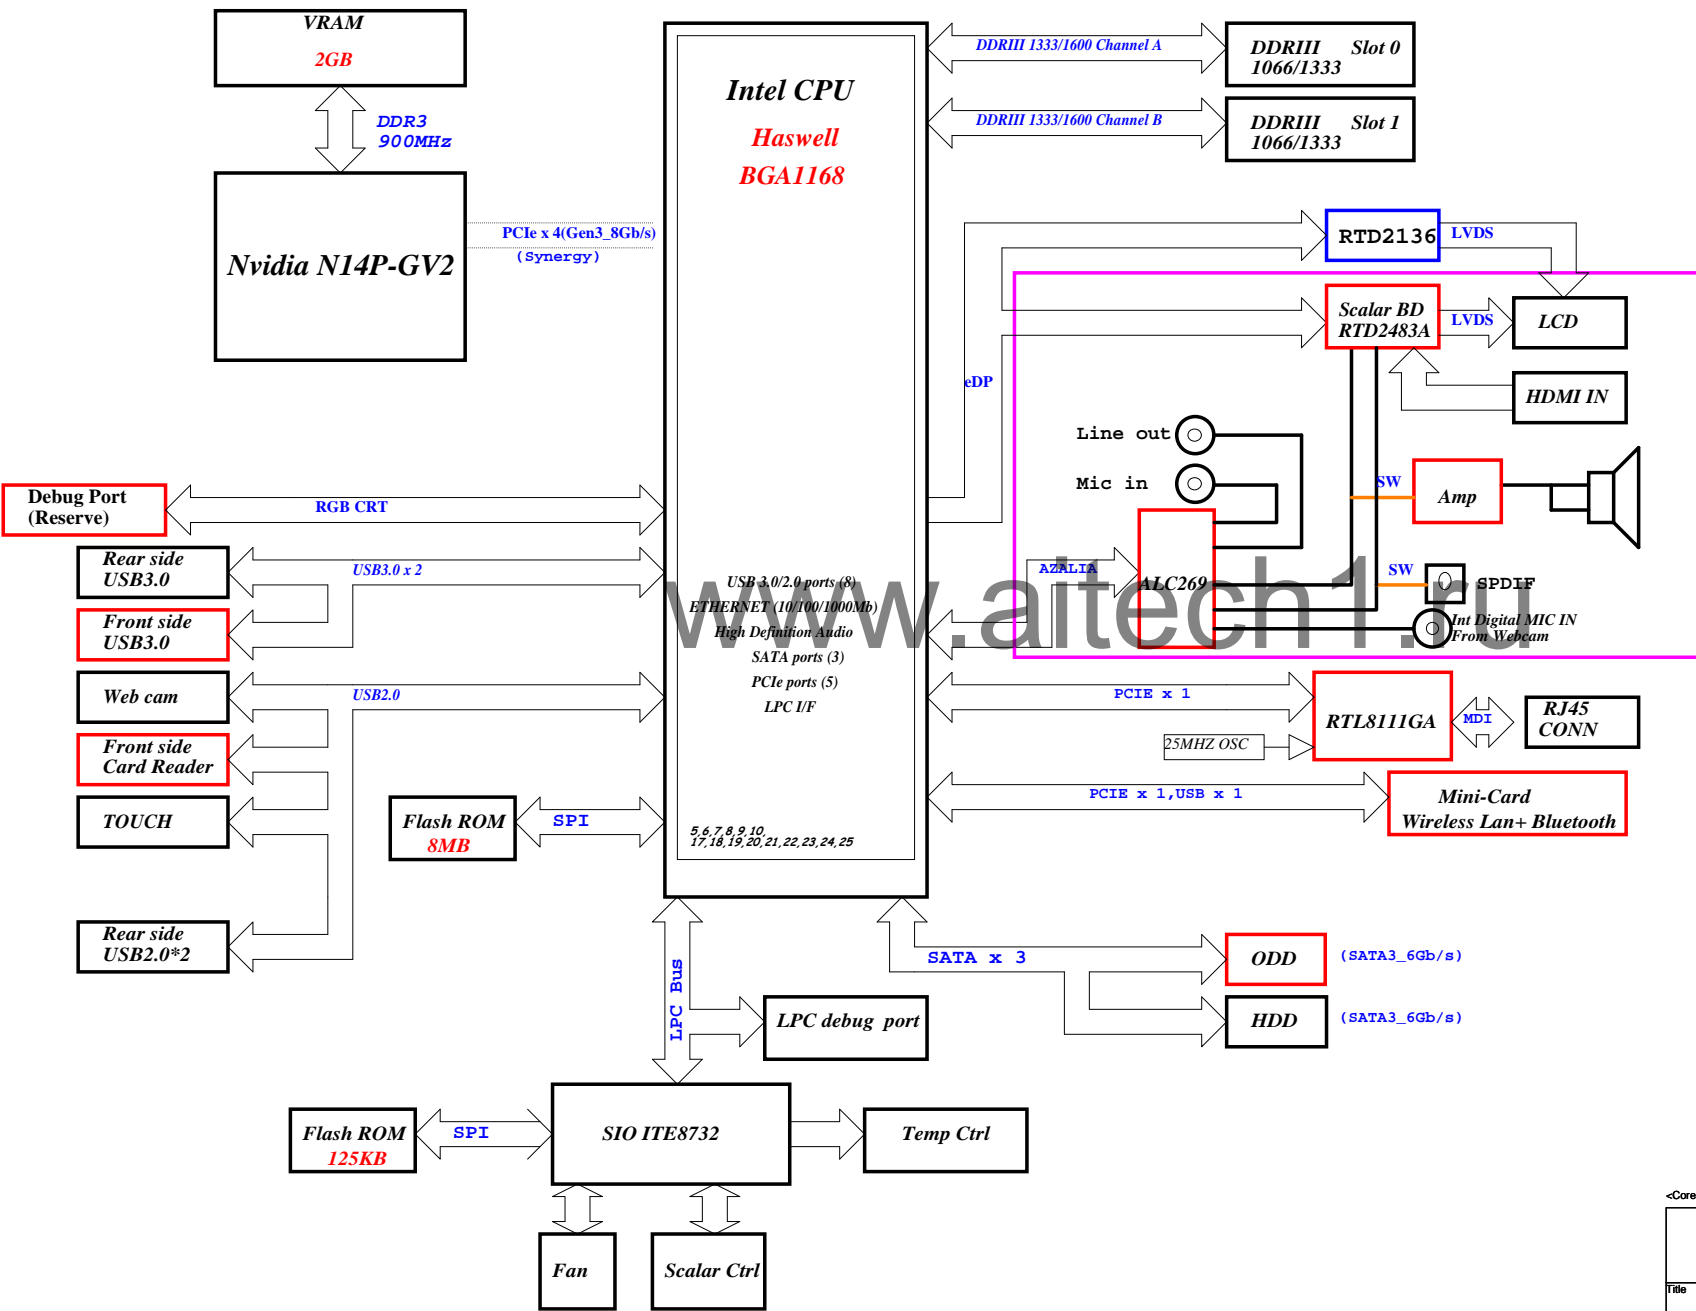 VRAM
2GB
DDR3
900MHz
Nvidia N14P-GV2
PCIe x 4(Gen3_8Gb/s)
(Synergy)
Intel CPU
Haswell
BGA1168
DDRIII 1333/1600 Channel A
DDRIII Slot 0
1066/1333
DDRIII 1333/1600 Channel B
DDRIII Slot 1
1066/1333
RTD2136
LVDS
Scalar BD
RTD2483A
LVDS
LCD
HDMI IN
eDP
Line out
Mic in
SW
Amp
AZALIA
ALC269
SW
SPDIF
Int Digital MIC IN
From Webcam
Debug Port
(Reserve)
RGB CRT
Rear side
USB3.0
USB3.0 x 2
Front side
USB3.0
Web cam
USB2.0
Front side
Card Reader
TOUCH
Rear side
USB2.0*2
USB 3.0/2.0 ports (8)
ETHERNET (10/100/1000Mb)
High Definition Audio
SATA ports (3)
PCIe ports (5)
LPC I/F
www.aitech1.ru
PCIE x 1
RTL8111GA
MDI
RJ45
CONN
25MHZ OSC
PCIE x 1,USB x 1
Mini-Card
Wireless Lan+ Bluetooth
Flash ROM
8MB
SPI
5,6,7,8,9,10,
17,18,19,20,21,22,23,24,25
SATA x 3
ODD
(SATA3_6Gb/s)
HDD
(SATA3_6Gb/s)
LPC Bus
LPC debug port
Flash ROM
125KB
SPI
SIO ITE8732
Temp Ctrl
Fan
Scalar Ctrl
<Core
Title